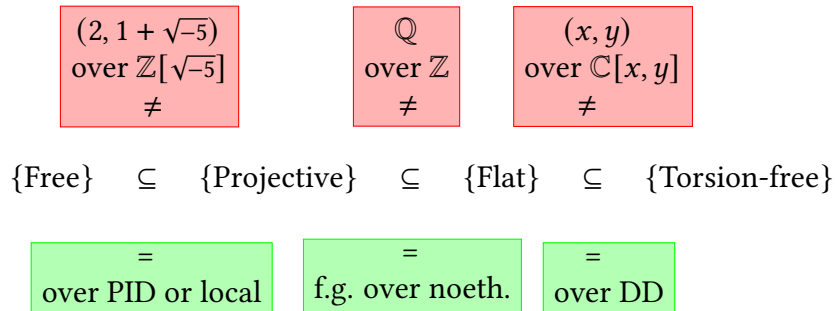 (2, 1 + √−5) ℚ (x, y)
over ℤ[√−5] over ℤ over ℂ[x, y]
≠ ≠ ≠
{Free} ⊆ {Projective} ⊆ {Flat} ⊆ {Torsion-free}
= = =
over PID or local f.g. over noeth. over DD